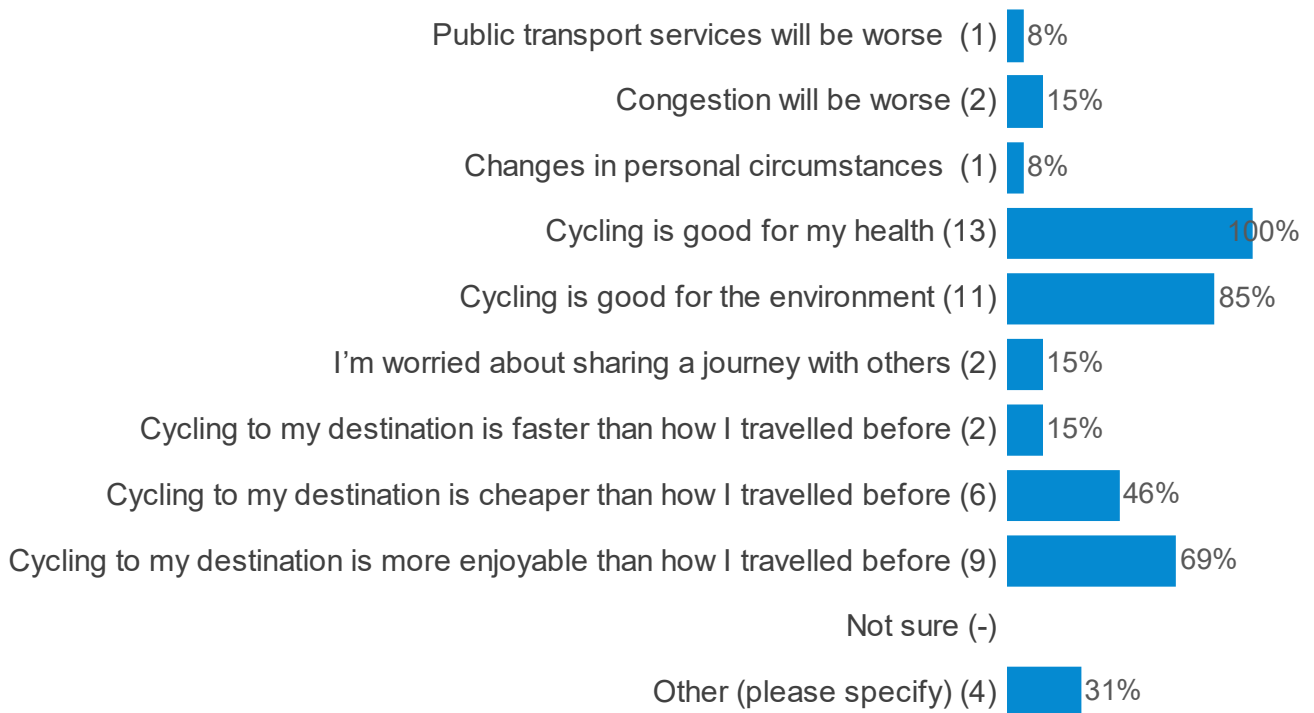 Public transport services will be worse (1) 8%
Congestion will be worse (2) 15%
Changes in personal circumstances (1) 8%
Cycling is good for my health (13) 100%
Cycling is good for the environment (11) 85%
I’m worried about sharing a journey with others (2) 15%
Cycling to my destination is faster than how I travelled before (2) 15%
Cycling to my destination is cheaper than how I travelled before (6) 46%
Cycling to my destination is more enjoyable than how I travelled before (9) 69%
Not sure (-)
Other (please specify) (4) 31%